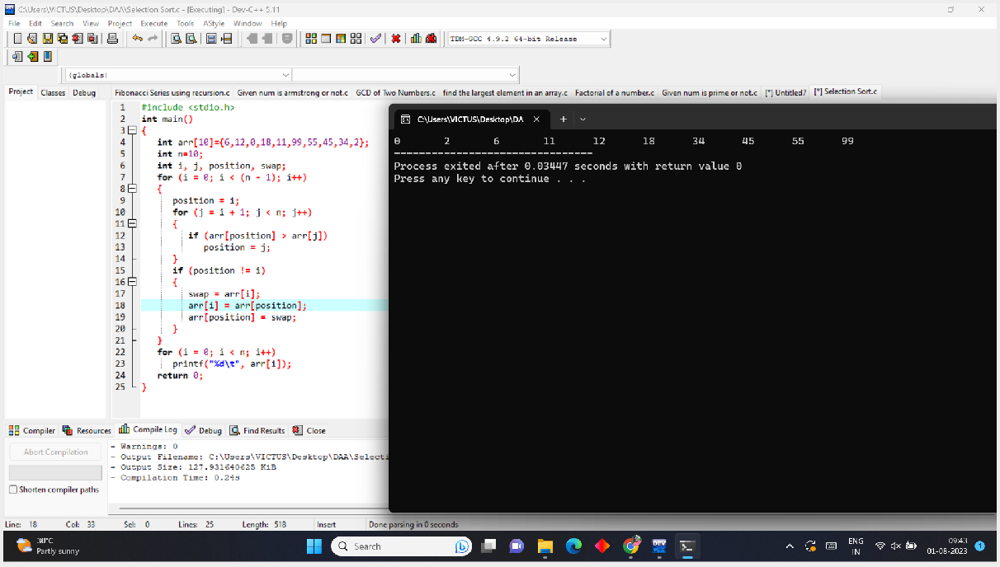 C:\Users\VICTUS\Desktop\DAA\Selection Sort.c - [Executing] - Dev-C++ 5.11
File Edit Search View Project Execute Tools AStyle Window Help
TDM-GCC 4.9.2 64-bit Release
(globals)
Project Classes Debug
Fibonacci Series using recursion.c Given num is armstrong or not.c GCD of Two Numbers.c find the largest element in an array.c Factorial of a number.c Given num is prime or not.c [*] Untitled7 [*] Selection Sort.c
1 #include <stdio.h>
2 int main()
3 {
4 int arr[10]={6,12,0,18,11,99,55,45,34,2};
5 int n=10;
6 int i, j, position, swap;
7 for (i = 0; i < (n - 1); i++)
8 {
9 position = i;
10 for (j = i + 1; j < n; j++)
11 {
12 if (arr[position] > arr[j])
13 position = j;
14 }
15 if (position != i)
16 {
17 swap = arr[i];
18 arr[i] = arr[position];
19 arr[position] = swap;
20 }
21 }
22 for (i = 0; i < n; i++)
23 printf("%d\t", arr[i]);
24 return 0;
25 }
C:\Users\VICTUS\Desktop\DA
0 2 6 11 12 18 34 45 55 99
--------------------------------
Process exited after 0.03447 seconds with return value 0
Press any key to continue . . .
Compiler Resources Compile Log Debug Find Results Close
Abort Compilation
Shorten compiler paths
- Warnings: 0
- Output Filename: C:\Users\VICTUS\Desktop\DAA\Selecti
- Output Size: 127.931640625 KiB
- Compilation Time: 0.24s
Line: 18 Col: 33 Sel: 0 Lines: 25 Length: 518 Insert Done parsing in 0 seconds
30°C
Partly sunny
Search
DEV
ENG
IN
09:43
01-08-2023
1